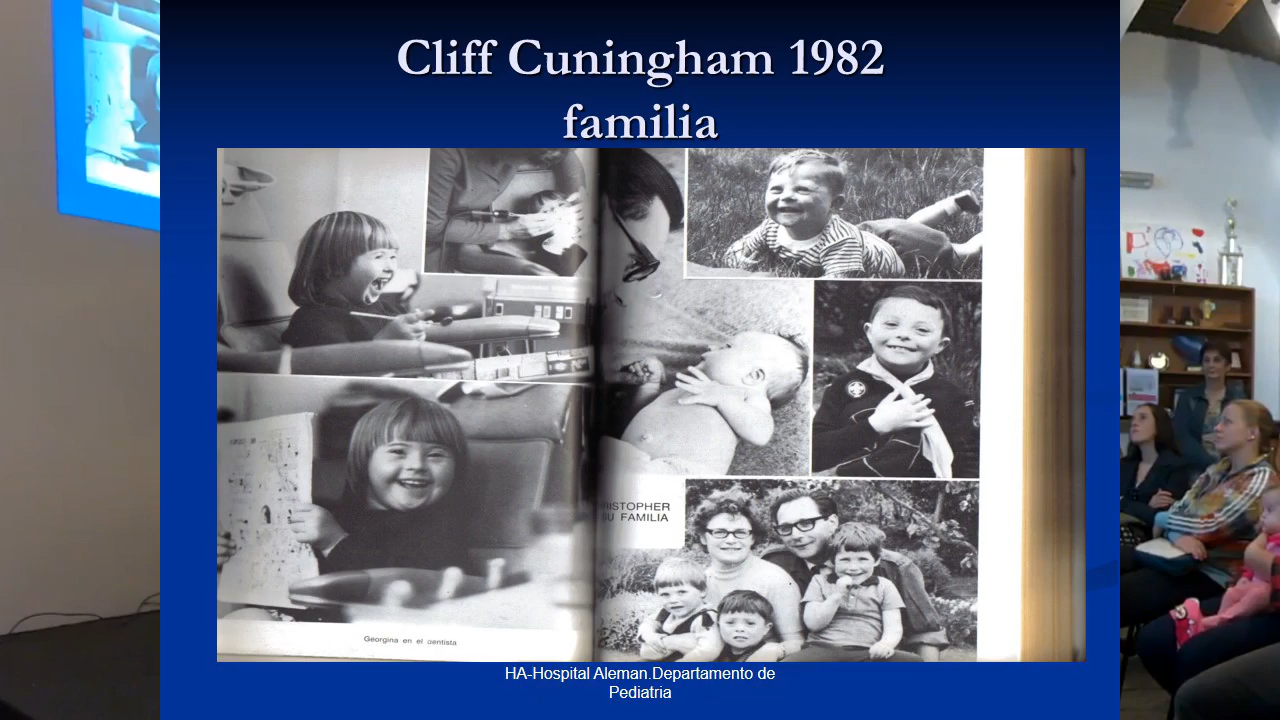 Cliff Cuningham 1982
familia
RISTOPHER
SU FAMILIA
Georgina en el dentista
HA-Hospital Aleman.Departamento de
Pediatria